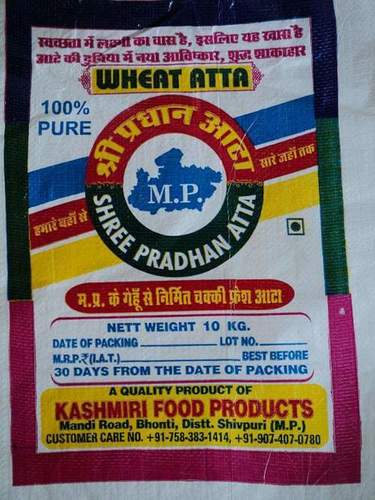 स्वच्छता में लक्ष्मी का वास है, इसलिए यह खास है
आटे की दुनिया में नया आविष्कार, शुद्ध शाकाहार
WHEAT ATTA
100%
PURE
श्री प्रधान आटा
सारे जहाँ तक
M.P.
हमारे यहाँ से
SHREE PRADHAN ATTA
म.प्र. के गेहूँ से निर्मित चक्की फ्रेश आटा
NETT WEIGHT 10 KG.
DATE OF PACKING LOT NO.
M.R.P.₹(I.A.T.) BEST BEFORE
30 DAYS FROM THE DATE OF PACKING
A QUALITY PRODUCT OF
KASHMIRI FOOD PRODUCTS
Mandi Road, Bhonti, Distt. Shivpuri (M.P.)
CUSTOMER CARE NO. +91-758-383-1414, +91-907-407-0780